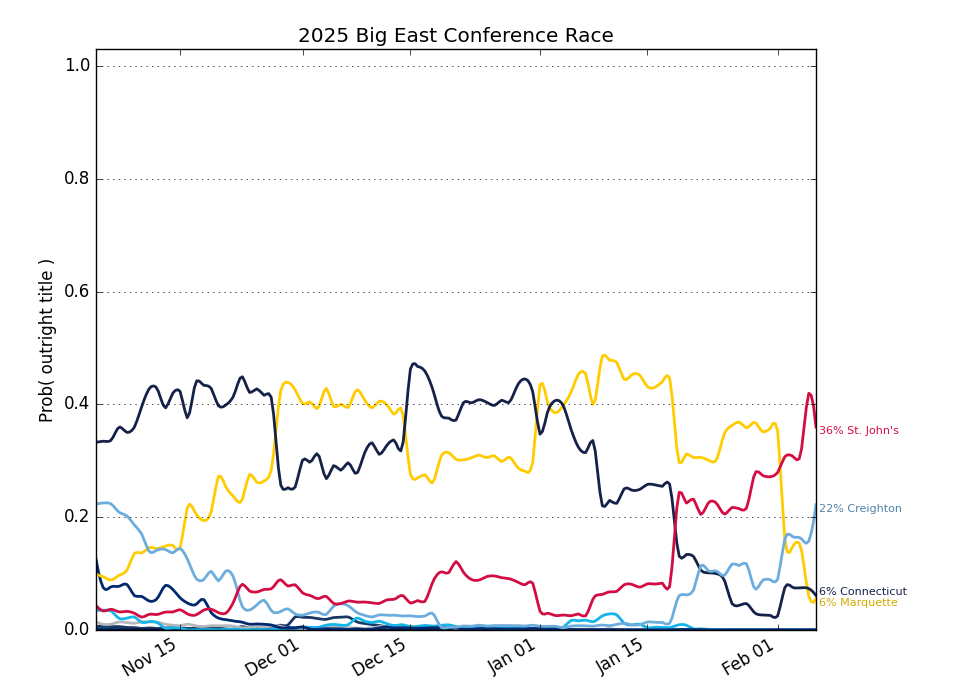 2025 Big East Conference Race
Prob( outright title )
1.0
0.8
0.6
0.4
0.2
0.0
36% St. John's
22% Creighton
6% Connecticut
6% Marquette
Nov 15
Dec 01
Dec 15
Jan 01
Jan 15
Feb 01